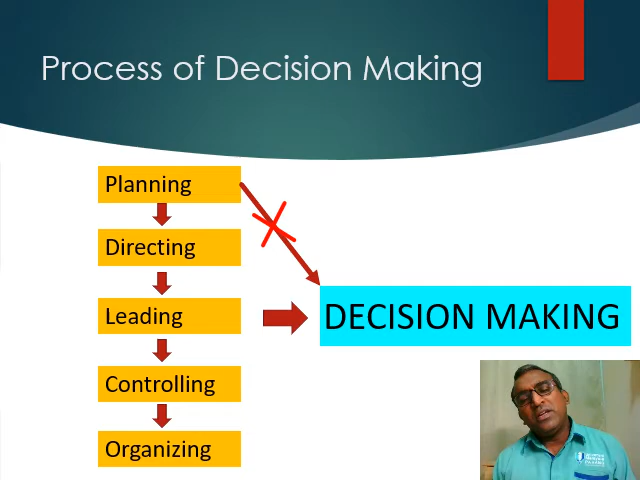 Process of Decision Making
Planning
Directing
Leading
DECISION MAKING
Controlling
Organizing